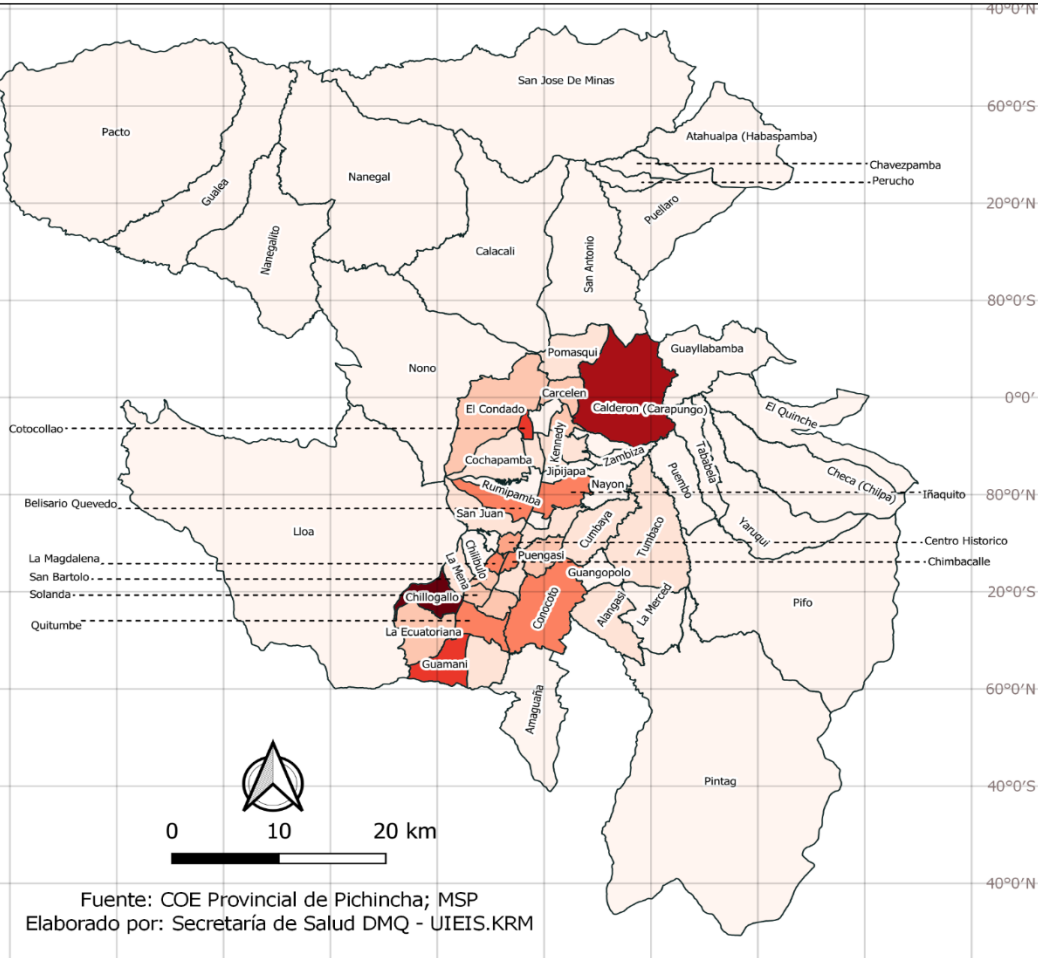 40°0'N
San Jose De Minas
60°0'S
Pacto
Atahualpa (Habaspamba)
Chavezpamba
Nanegal
Perucho
Gualea
20°0'N
Puellaro
Nanegalito
Calacali
San Antonio
80°0'S
Pomasqui
Guayllabamba
Nono
Carcelen
0°0'
El Condado
Calderon (Carapungo)
El Quinche
Cotocollao
Kennedy
Zambiza
Cochapamba
Tababela
Jipijapa
Puembo
Checa (Chilpa)
Nayon
Rumipamba
80°0'N
Iñaquito
Belisario Quevedo
San Juan
Cumbaya
Tumbaco
Yaruqui
Lloa
Centro Historico
Chilibulo
Puengasi
La Magdalena
Chimbacalle
La Mena
Guangopolo
San Bartolo
20°0'S
Solanda
Chillogallo
Conocoto
Alangasi
La Merced
Pifo
Quitumbe
La Ecuatoriana
Guamani
60°0'N
Amaguaña
Pintag
40°0'S
0 10 20 km
40°0'N
Fuente: COE Provincial de Pichincha; MSP
Elaborado por: Secretaría de Salud DMQ - UIEIS.KRM